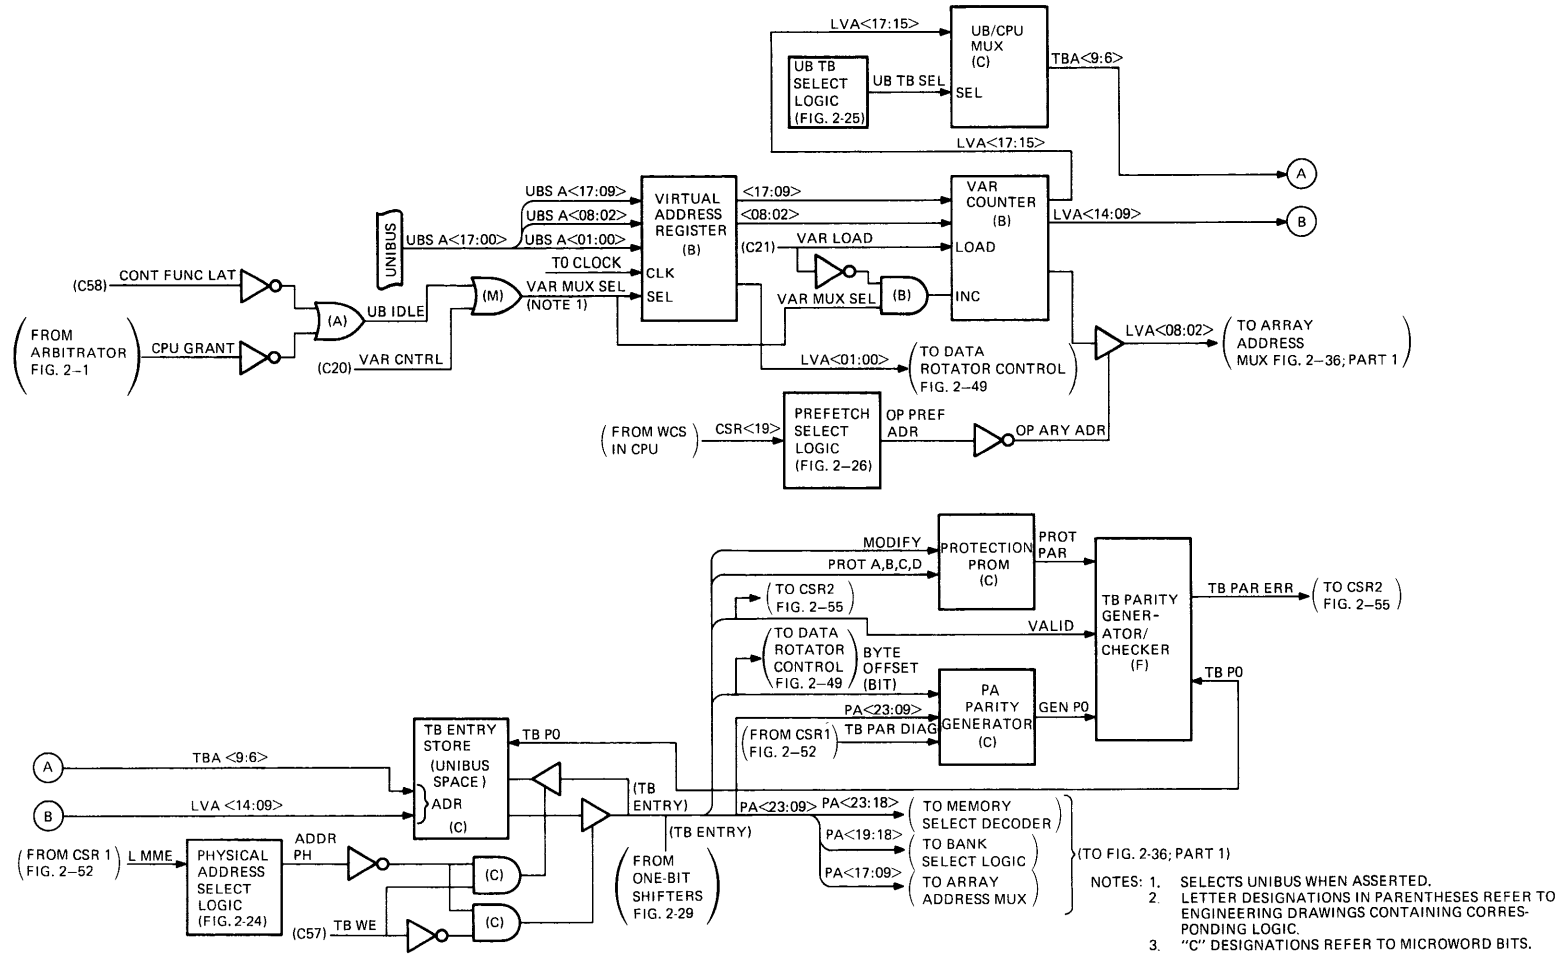 LVA<17:15>
UB/CPU
MUX
(C)
SEL
TBA<9:6>
UB TB
SELECT
LOGIC
(FIG. 2-25)
UB TB SEL
LVA<17:15>
A
UBS A<17:09>
UBS A<08:02>
UBS A<01:00>
UNIBUS
UBS A<17:00>
VIRTUAL
ADDRESS
REGISTER
(B)
CLK
SEL
<17:09>
<08:02>
(C21)
VAR LOAD
VAR
COUNTER
(B)
LOAD
INC
LVA<14:09>
B
T0 CLOCK
(C58)
CONT FUNC LAT
(A)
UB IDLE
(M)
VAR MUX SEL
(NOTE 1)
VAR MUX SEL
(B)
(FROM
ARBITRATOR
FIG. 2-1)
CPU GRANT
(C20)
VAR CNTRL
LVA<01:00>
(TO DATA
ROTATOR CONTROL
FIG. 2-49)
LVA<08:02>
(TO ARRAY
ADDRESS
MUX FIG. 2-36; PART 1)
(FROM WCS
IN CPU)
CSR<19>
PREFETCH
SELECT
LOGIC
(FIG. 2-26)
OP PREF
ADR
OP ARY ADR
MODIFY
PROT A,B,C,D
PROTECTION
PROM
(C)
PROT
PAR
(TO CSR2
FIG. 2-55)
VALID
TB PARITY
GENER-
ATOR/
CHECKER
(F)
TB PAR ERR
(TO CSR2
FIG. 2-55)
(TO DATA
ROTATOR
CONTROL
FIG. 2-49)
BYTE
OFFSET
(BIT)
PA<23:09>
(FROM CSR1
FIG. 2-52)
TB PAR DIAG
PA
PARITY
GENERATOR
(C)
GEN P0
TB P0
A
TBA <9:6>
B
LVA <14:09>
TB ENTRY
STORE
(UNIBUS
SPACE)
ADR
(C)
TB P0
(TB
ENTRY)
(TB ENTRY)
PA<23:09>
PA<23:18>
(TO MEMORY
SELECT DECODER)
PA<19:18>
(TO BANK
SELECT LOGIC)
PA<17:09>
(TO ARRAY
ADDRESS MUX)
(TO FIG. 2-36; PART 1)
(FROM CSR 1
FIG. 2-52)
L MME
PHYSICAL
ADDRESS
SELECT
LOGIC
(FIG. 2-24)
ADDR
PH
(C)
(C)
(C57)
TB WE
(FROM
ONE-BIT
SHIFTERS
FIG. 2-29)
NOTES: 1. SELECTS UNIBUS WHEN ASSERTED.
2. LETTER DESIGNATIONS IN PARENTHESES REFER TO
ENGINEERING DRAWINGS CONTAINING CORRES-
PONDING LOGIC.
3. "C" DESIGNATIONS REFER TO MICROWORD BITS.